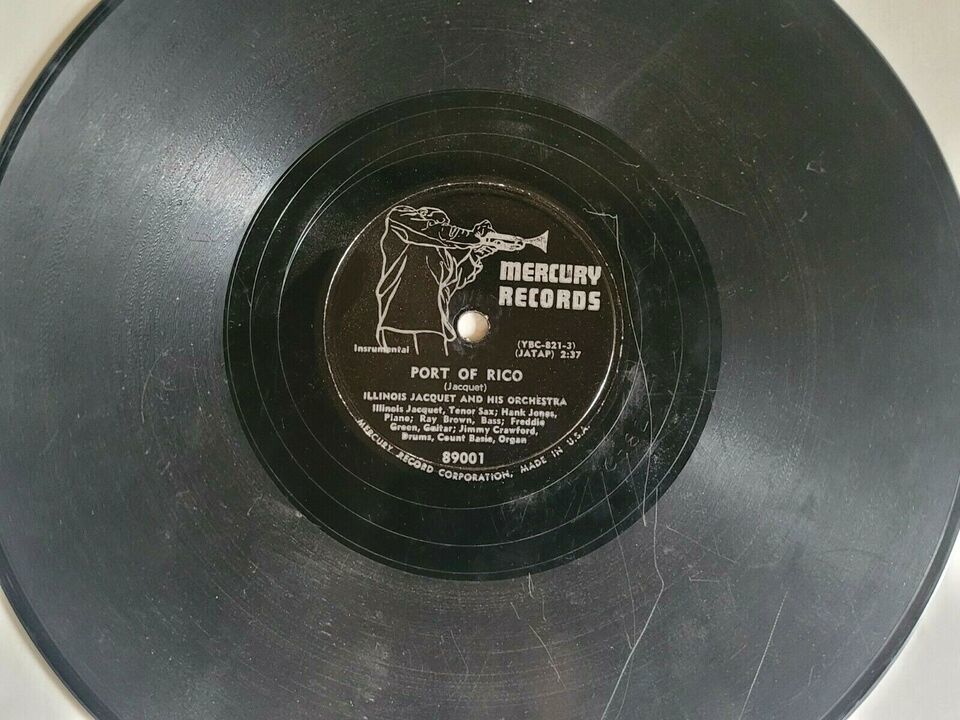 MERCURY
RECORDS
Insrumental
(YBC-821-3)
(JATAP) 2:37
PORT OF RICO
(Jacquet)
ILLINOIS JACQUET AND HIS ORCHESTRA
Illinois Jacquet, Tenor Sax; Hank Jones,
Piano; Ray Brown, Bass; Freddie
Green, Guitar; Jimmy Crawford,
Drums, Count Basie, Organ
89001
MERCURY RECORD CORPORATION, MADE IN U.S.A.